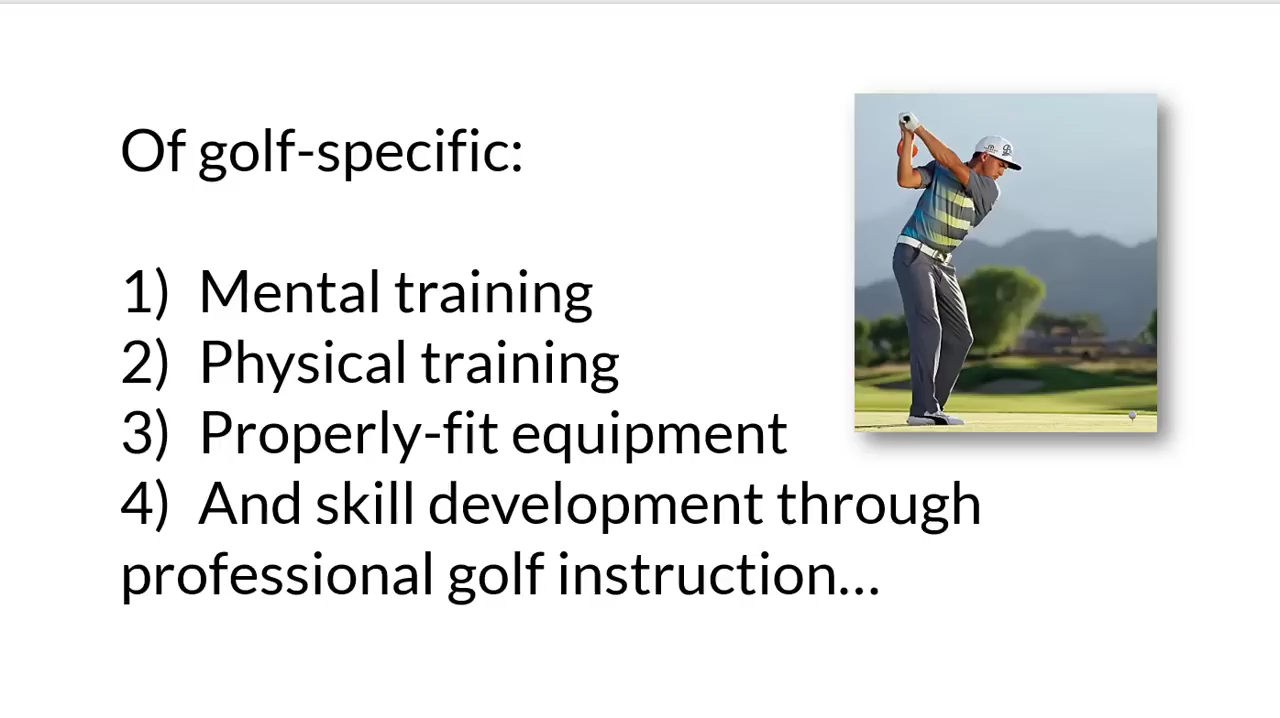 Of golf-specific:
1) Mental training
2) Physical training
3) Properly-fit equipment
4) And skill development through
professional golf instruction...